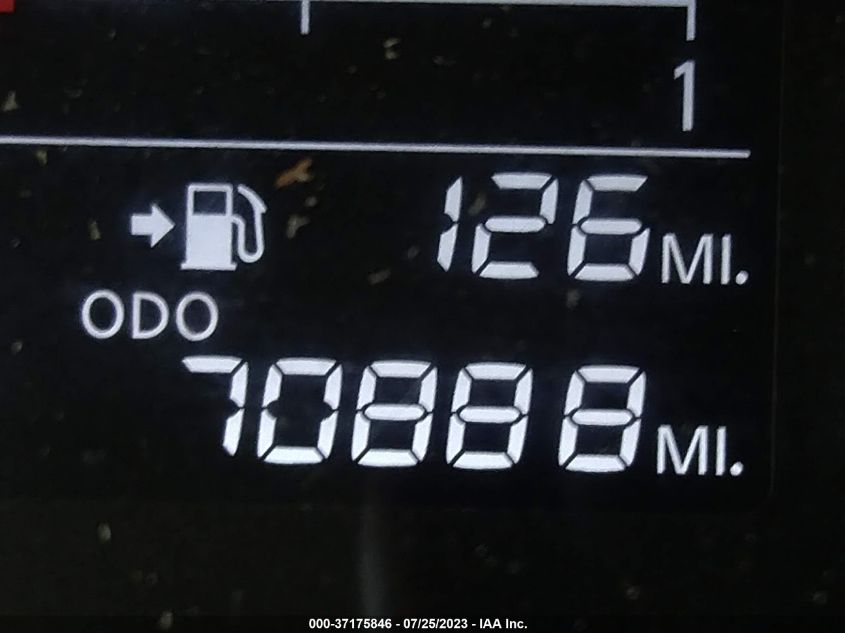 1
126 MI.
ODO
70888 MI.
000-37175846 - 07/25/2023 - IAA Inc.